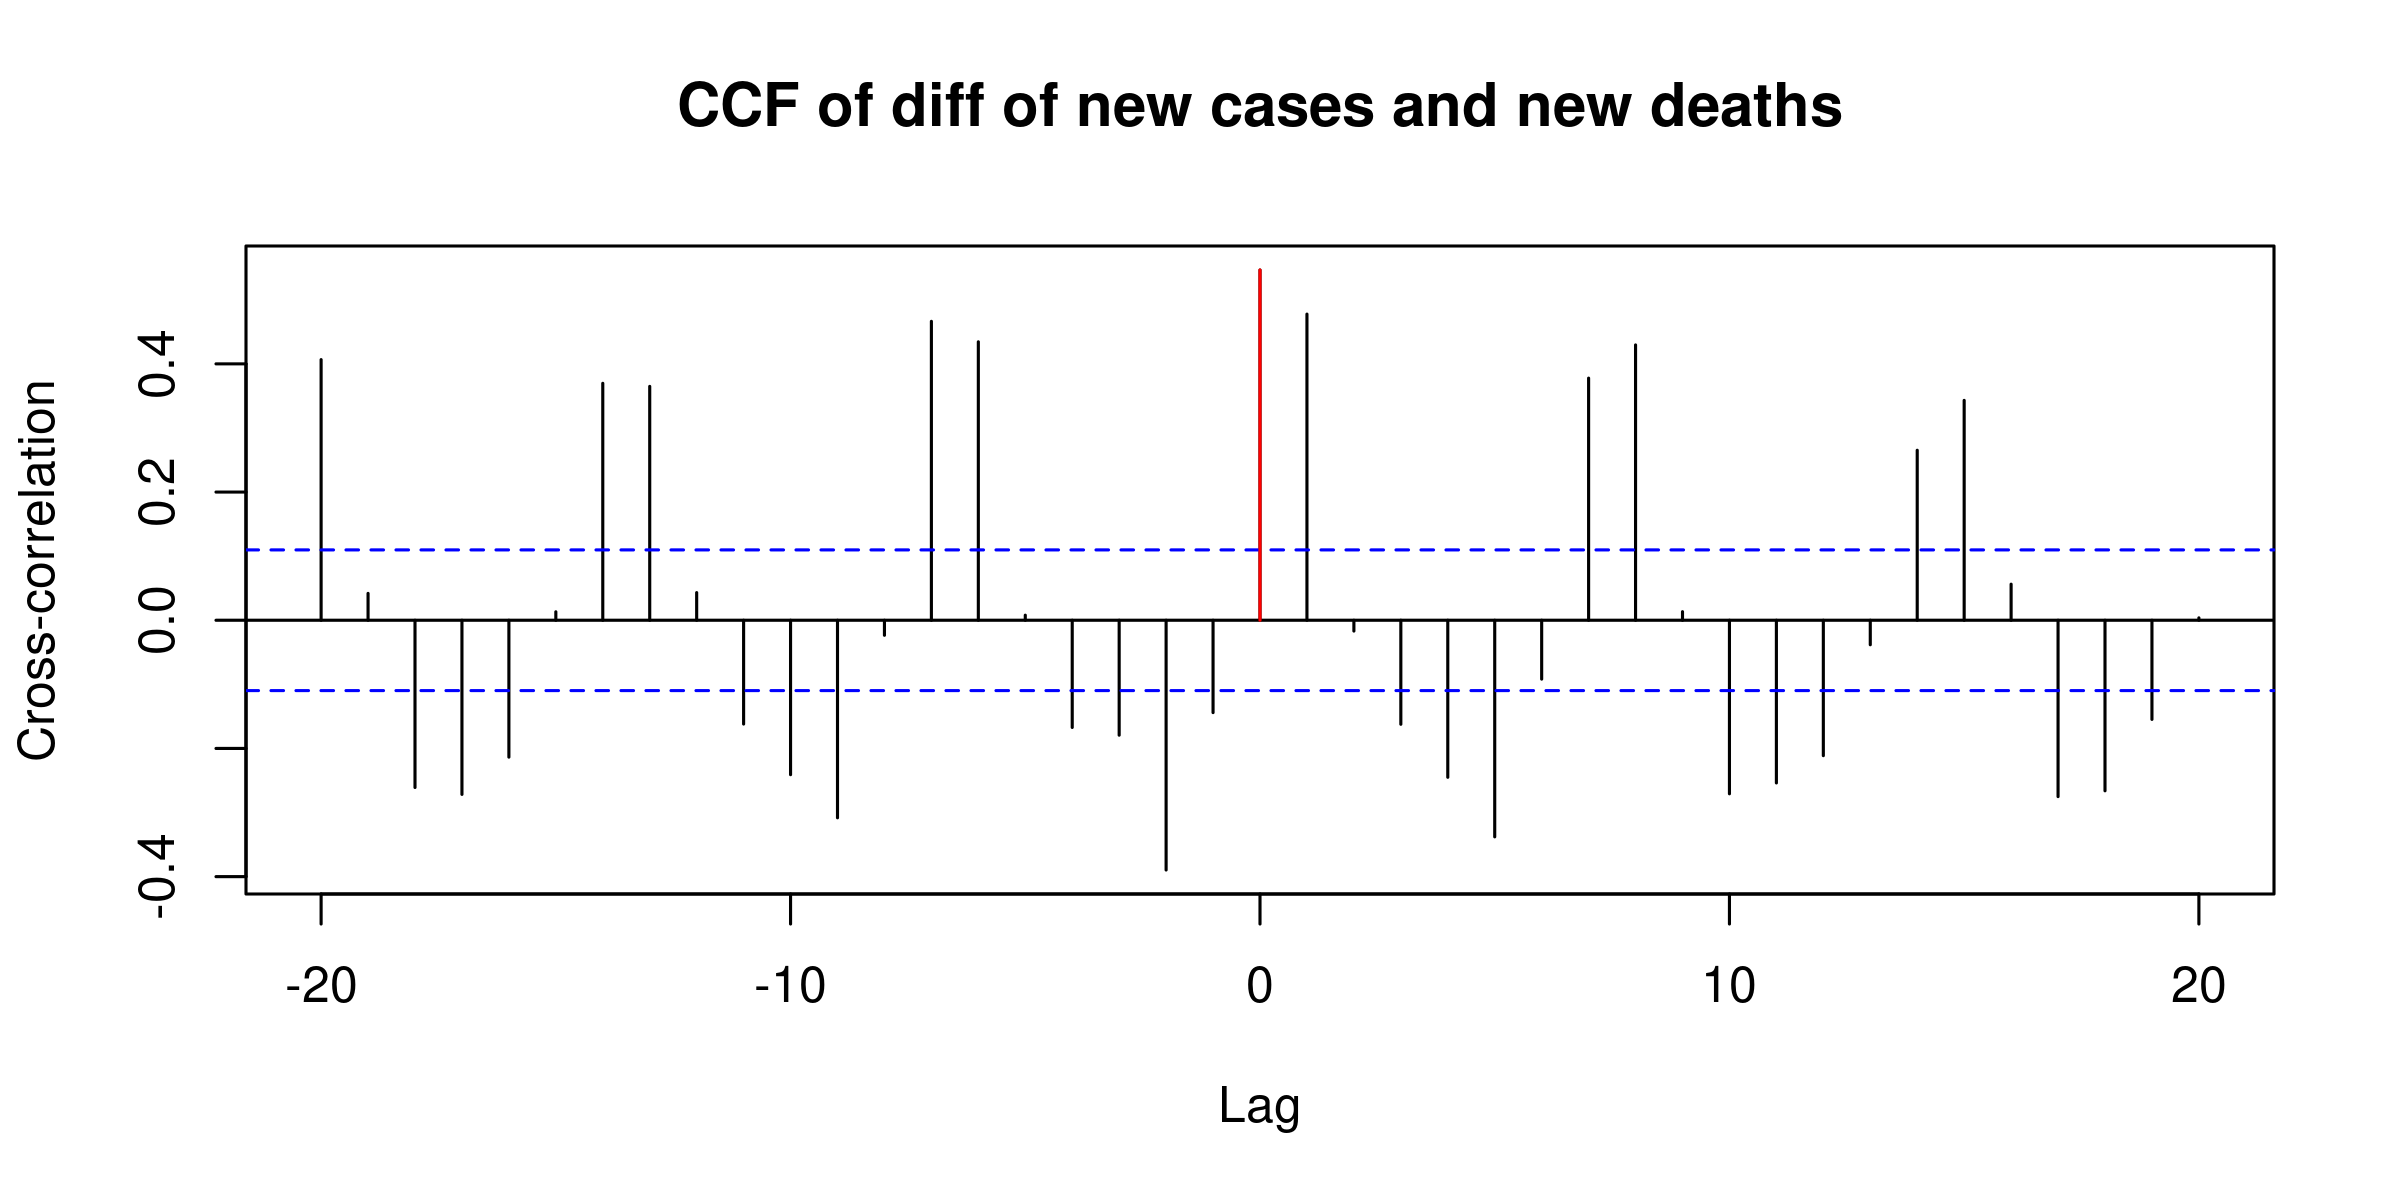 CCF of diff of new cases and new deaths
Cross-correlation
0.4
0.2
0.0
-0.4
-20 -10 0 10 20
Lag